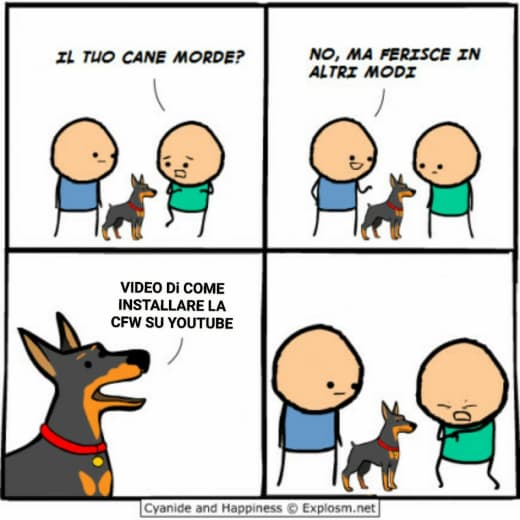 IL TUO CANE MORDE?
NO, MA FERISCE IN
ALTRI MODI
VIDEO Di COME
INSTALLARE LA
CFW SU YOUTUBE
Cyanide and Happiness © Explosm.net